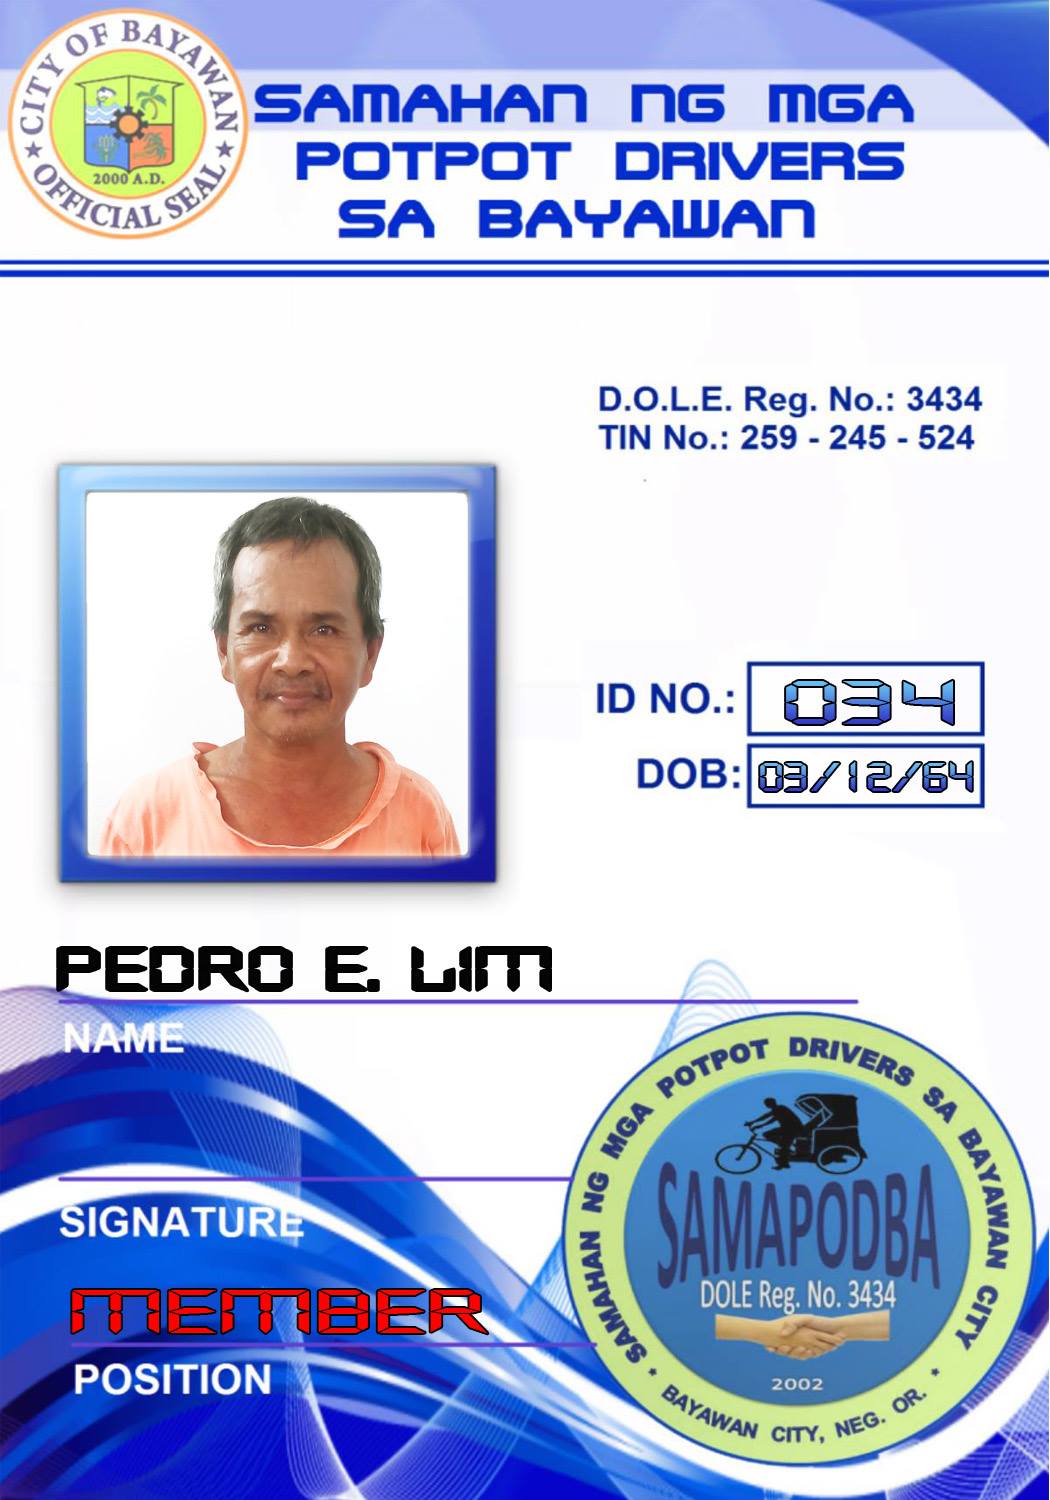 CITY OF BAYAWAN
2000 A.D.
★ OFFICIAL SEAL ★
SAMAHAN NG MGA
POTPOT DRIVERS
SA BAYAWAN
D.O.L.E. Reg. No.: 3434
TIN No.: 259 - 245 - 524
ID NO.: 034
DOB: 03/12/64
PEDRO E. LIM
NAME
SIGNATURE
MEMBER
POSITION
SAMAHAN NG MGA POTPOT DRIVERS SA BAYAWAN CITY
SAMAPODBA
DOLE Reg. No. 3434
2002
• BAYAWAN CITY, NEG. OR. •